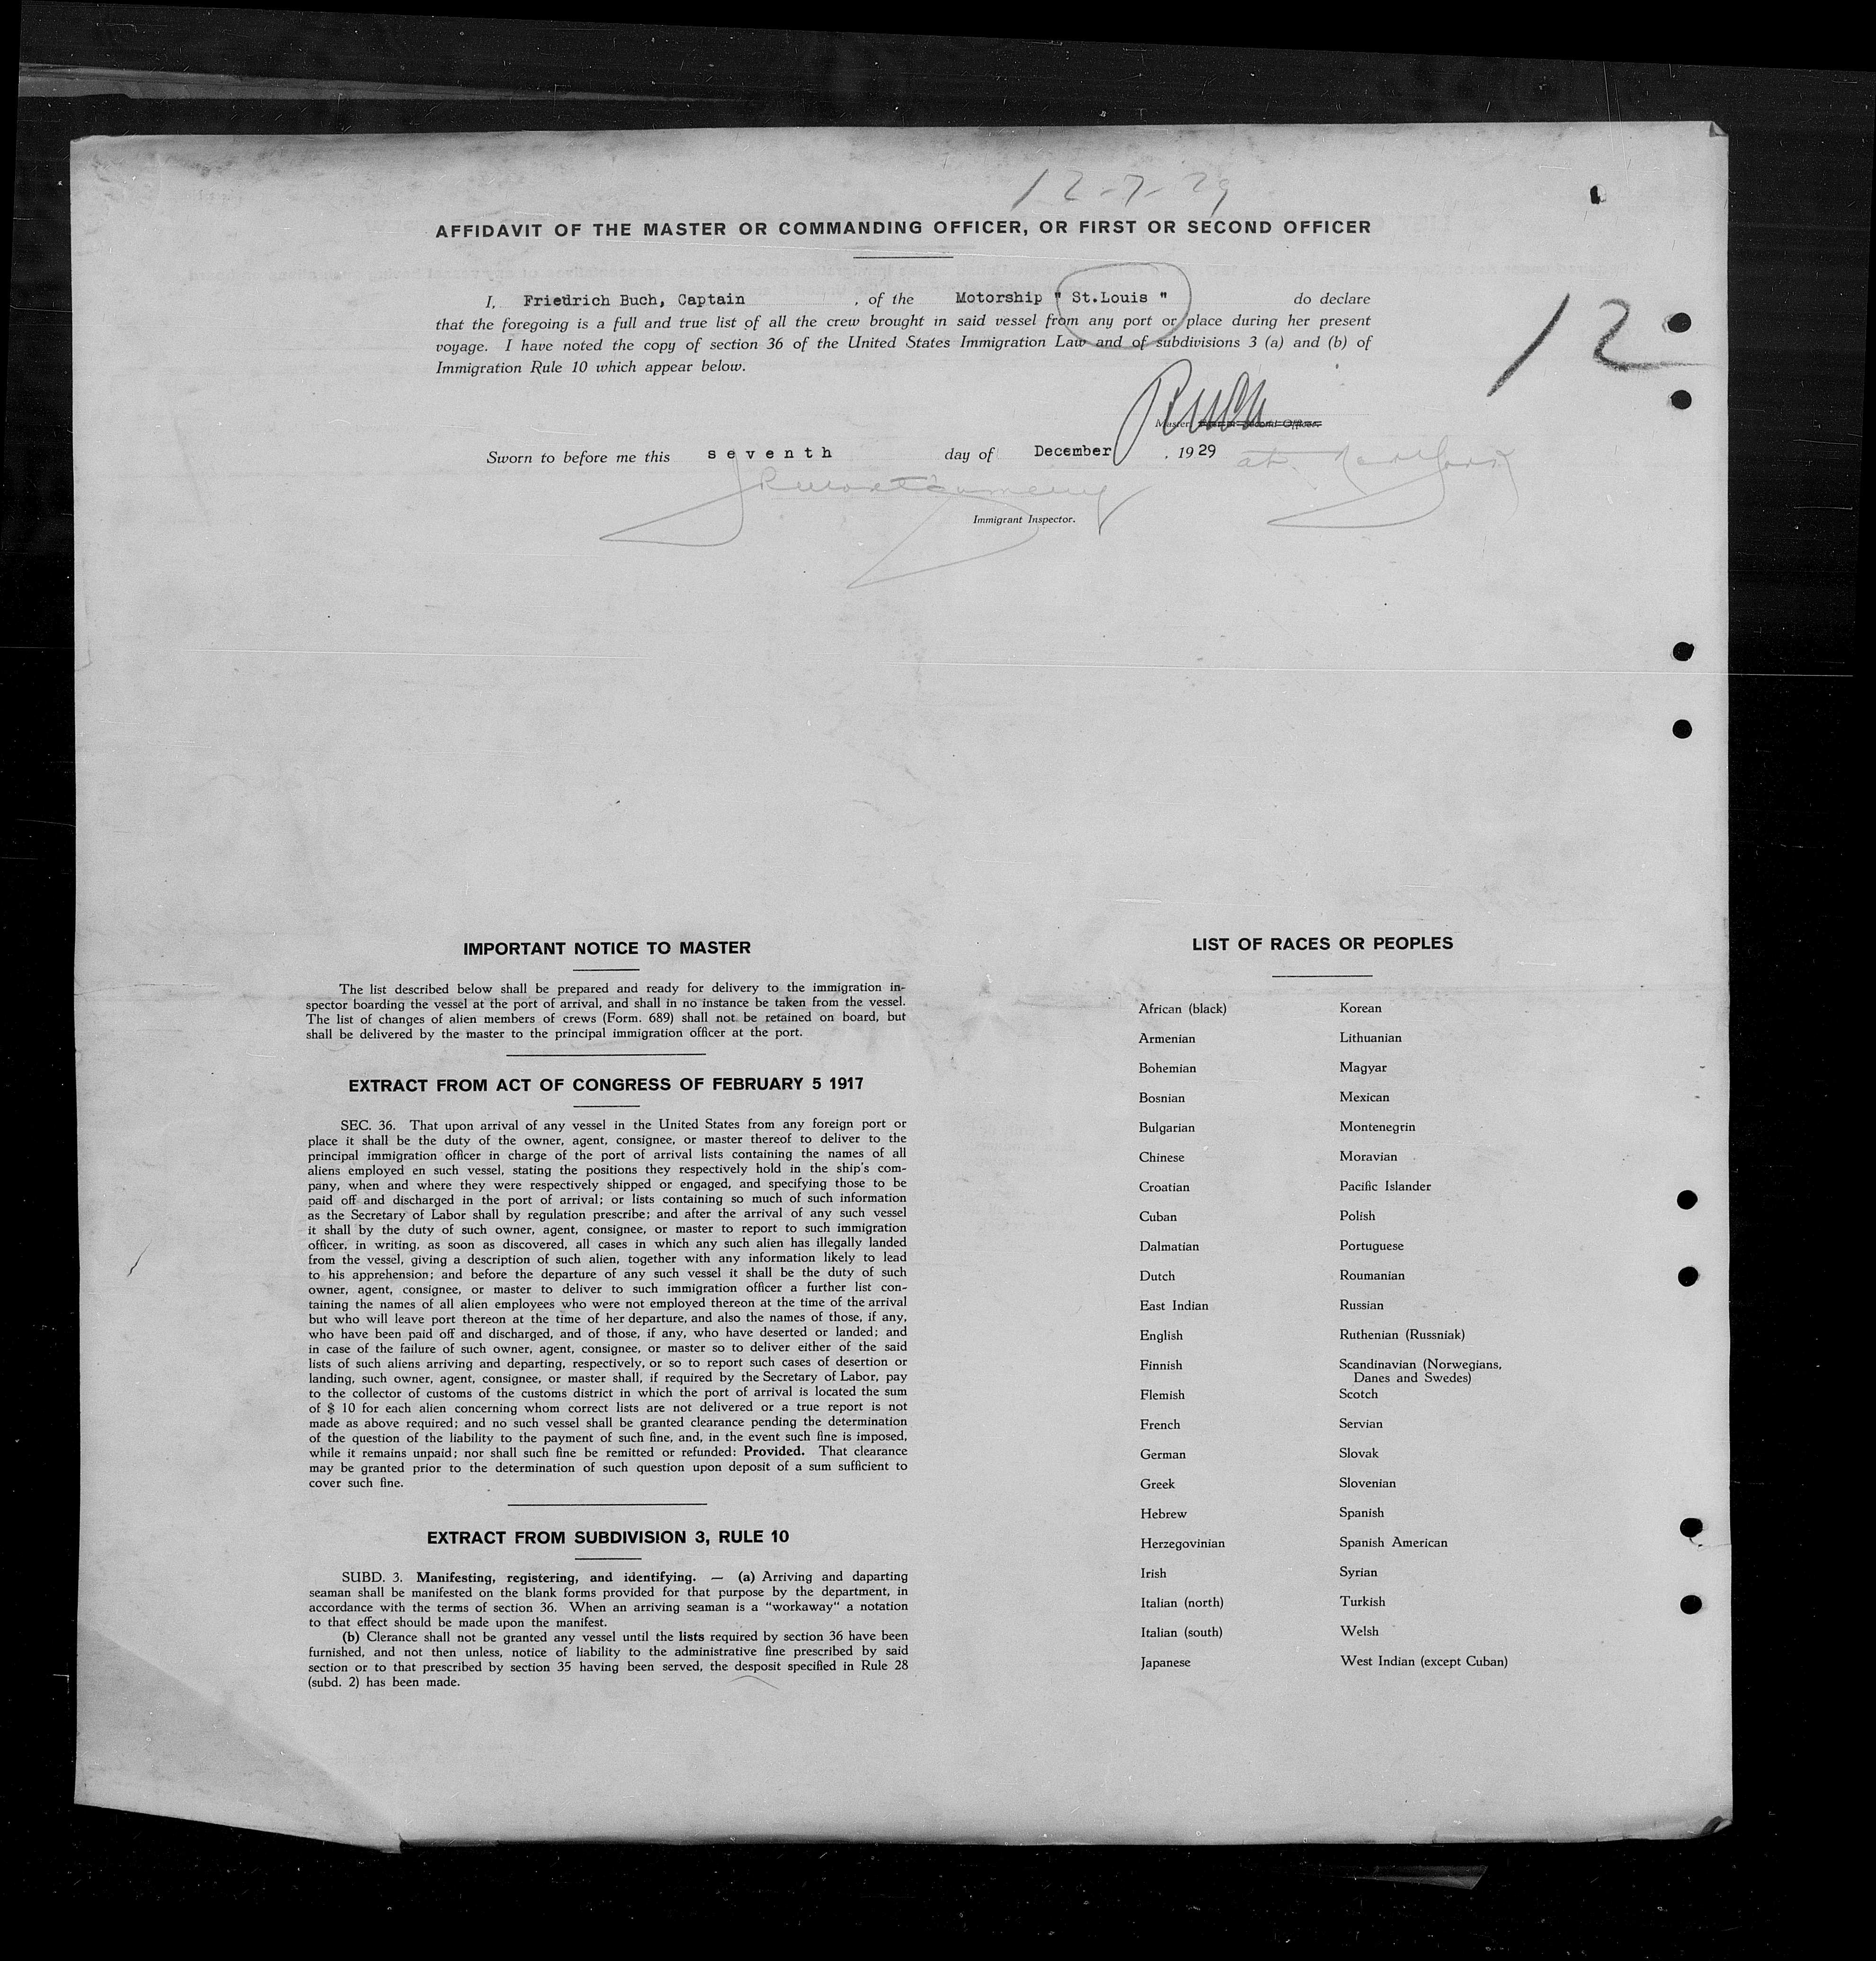 12-7-29
AFFIDAVIT OF THE MASTER OR COMMANDING OFFICER, OR FIRST OR SECOND OFFICER
I, Friedrich Buch, Captain , of the Motorship " St.Louis " do declare
that the foregoing is a full and true list of all the crew brought in said vessel from any port or place during her present
voyage. I have noted the copy of section 36 of the United States Immigration Law and of subdivisions 3 (a) and (b) of
Immigration Rule 10 which appear below.
12
Buch
Master, First or Second Officer.
Sworn to before me this seventh day of December , 1929 at New York
Immigrant Inspector.
IMPORTANT NOTICE TO MASTER
The list described below shall be prepared and ready for delivery to the immigration in-
spector boarding the vessel at the port of arrival, and shall in no instance be taken from the vessel.
The list of changes of alien members of crews (Form. 689) shall not be retained on board, but
shall be delivered by the master to the principal immigration officer at the port.
EXTRACT FROM ACT OF CONGRESS OF FEBRUARY 5 1917
SEC. 36. That upon arrival of any vessel in the United States from any foreign port or
place it shall be the duty of the owner, agent, consignee, or master thereof to deliver to the
principal immigration officer in charge of the port of arrival lists containing the names of all
aliens employed en such vessel, stating the positions they respectively hold in the ship's com-
pany, when and where they were respectively shipped or engaged, and specifying those to be
paid off and discharged in the port of arrival; or lists containing so much of such information
as the Secretary of Labor shall by regulation prescribe; and after the arrival of any such vessel
it shall by the duty of such owner, agent, consignee, or master to report to such immigration
officer, in writing, as soon as discovered, all cases in which any such alien has illegally landed
from the vessel, giving a description of such alien, together with any information likely to lead
to his apprehension; and before the departure of any such vessel it shall be the duty of such
owner, agent, consignee, or master to deliver to such immigration officer a further list con-
taining the names of all alien employees who were not employed thereon at the time of the arrival
but who will leave port thereon at the time of her departure, and also the names of those, if any,
who have been paid off and discharged, and of those, if any, who have deserted or landed; and
in case of the failure of such owner, agent, consignee, or master so to deliver either of the said
lists of such aliens arriving and departing, respectively, or so to report such cases of desertion or
landing, such owner, agent, consignee, or master shall, if required by the Secretary of Labor, pay
to the collector of customs of the customs district in which the port of arrival is located the sum
of $ 10 for each alien concerning whom correct lists are not delivered or a true report is not
made as above required; and no such vessel shall be granted clearance pending the determination
of the question of the liability to the payment of such fine, and, in the event such fine is imposed,
while it remains unpaid; nor shall such fine be remitted or refunded: Provided. That clearance
may be granted prior to the determination of such question upon deposit of a sum sufficient to
cover such fine.
EXTRACT FROM SUBDIVISION 3, RULE 10
SUBD. 3. Manifesting, registering, and identifying. — (a) Arriving and daparting
seaman shall be manifested on the blank forms provided for that purpose by the department, in
accordance with the terms of section 36. When an arriving seaman is a "workaway" a notation
to that effect should be made upon the manifest.
(b) Clerance shall not be granted any vessel until the lists required by section 36 have been
furnished, and not then unless, notice of liability to the administrative fine prescribed by said
section or to that prescribed by section 35 having been served, the desposit specified in Rule 28
(subd. 2) has been made.
LIST OF RACES OR PEOPLES
African (black)
Armenian
Bohemian
Bosnian
Bulgarian
Chinese
Croatian
Cuban
Dalmatian
Dutch
East Indian
English
Finnish
Flemish
French
German
Greek
Hebrew
Herzegovinian
Irish
Italian (north)
Italian (south)
Japanese
Korean
Lithuanian
Magyar
Mexican
Montenegrin
Moravian
Pacific Islander
Polish
Portuguese
Roumanian
Russian
Ruthenian (Russniak)
Scandinavian (Norwegians,
Danes and Swedes)
Scotch
Servian
Slovak
Slovenian
Spanish
Spanish American
Syrian
Turkish
Welsh
West Indian (except Cuban)